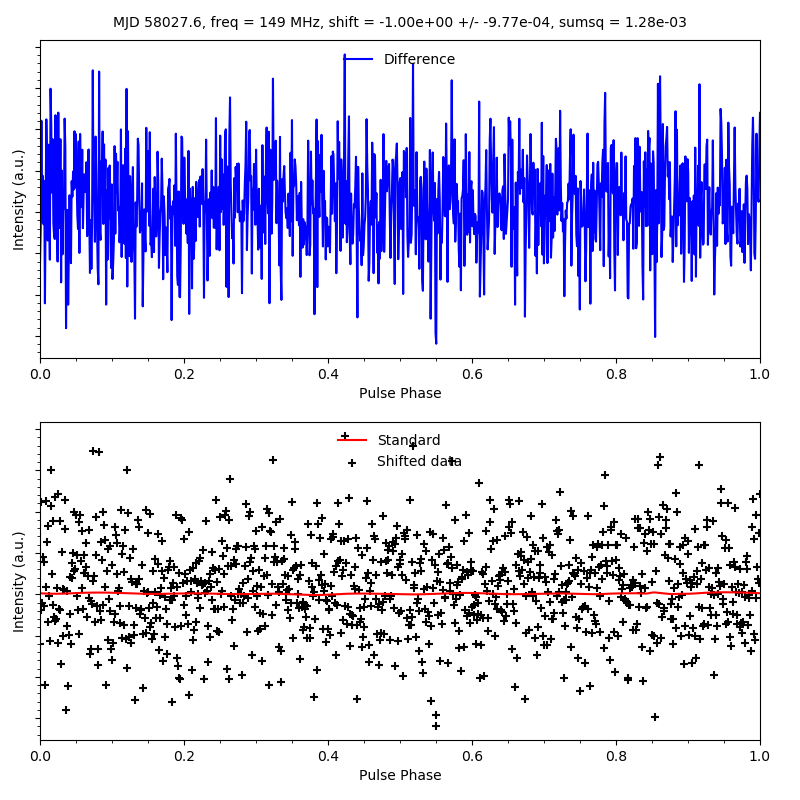 MJD 58027.6, freq = 149 MHz, shift = -1.00e+00 +/- -9.77e-04, sumsq = 1.28e-03
Difference
Intensity (a.u.)
0.0 0.2 0.4 0.6 0.8 1.0
Pulse Phase
Standard
Shifted data
Intensity (a.u.)
0.0 0.2 0.4 0.6 0.8 1.0
Pulse Phase